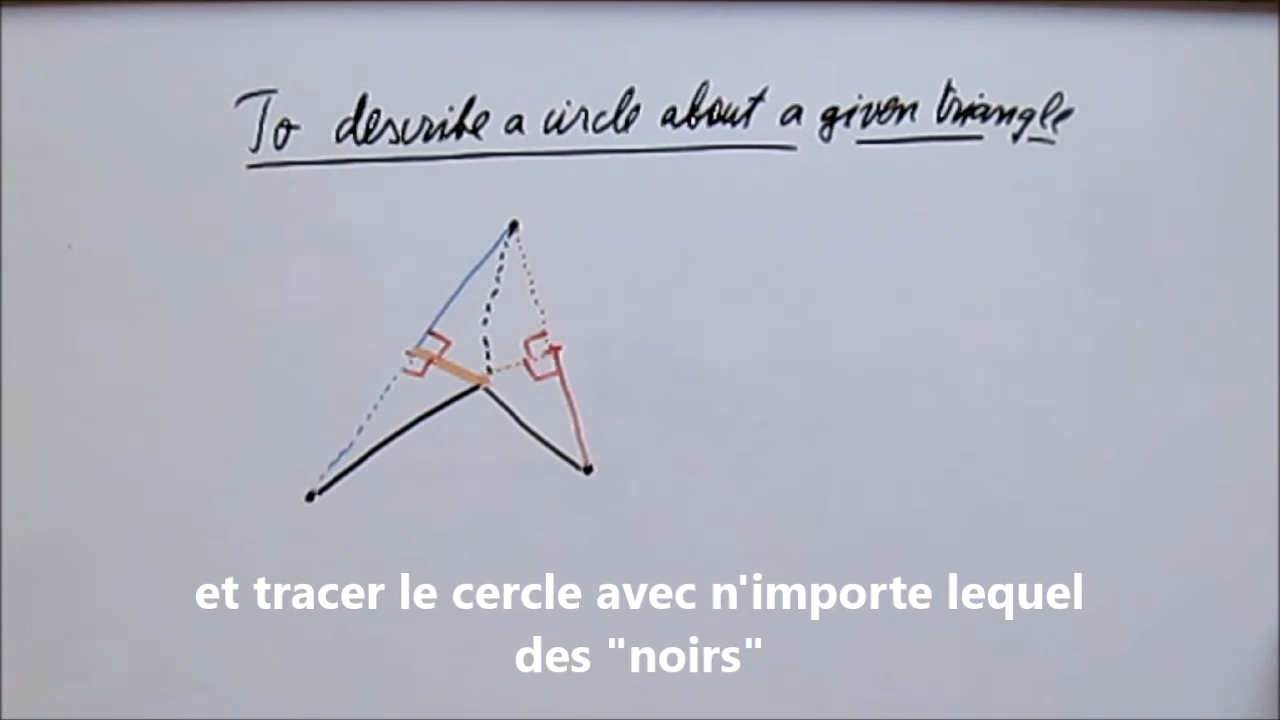 To describe a circle about a given triangle
et tracer le cercle avec n'importe lequel
des "noirs"